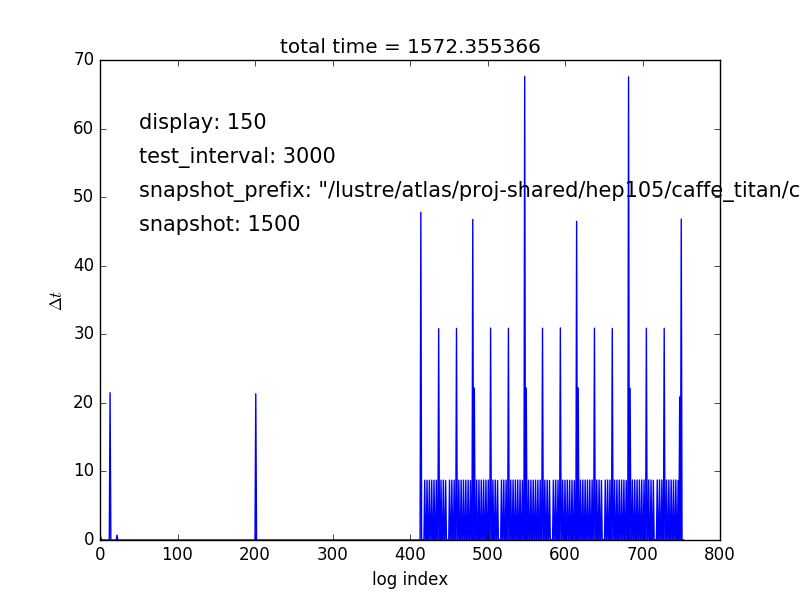 total time = 1572.355366
70
60
50
40
30
20
10
0
display: 150
test_interval: 3000
snapshot_prefix: "/lustre/atlas/proj-shared/hep105/caffe_titan/c
snapshot: 1500
Δt
0 100 200 300 400 500 600 700 800
log index